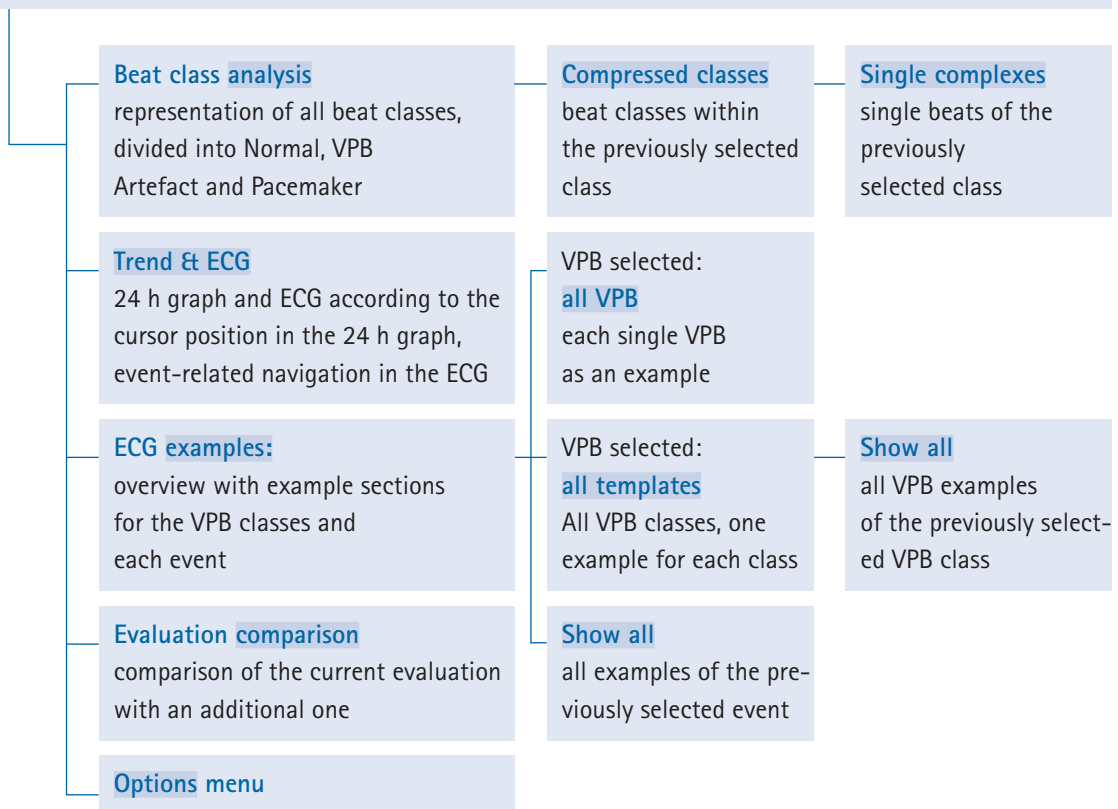 Beat class analysis
representation of all beat classes,
divided into Normal, VPB
Artefact and Pacemaker
Compressed classes
beat classes within
the previously selected
class
Single complexes
single beats of the
previously
selected class
Trend & ECG
24 h graph and ECG according to the
cursor position in the 24 h graph,
event-related navigation in the ECG
VPB selected:
all VPB
each single VPB
as an example
ECG examples:
overview with example sections
for the VPB classes and
each event
VPB selected:
all templates
All VPB classes, one
example for each class
Show all
all VPB examples
of the previously select-
ed VPB class
Evaluation comparison
comparison of the current evaluation
with an additional one
Show all
all examples of the pre-
viously selected event
Options menu